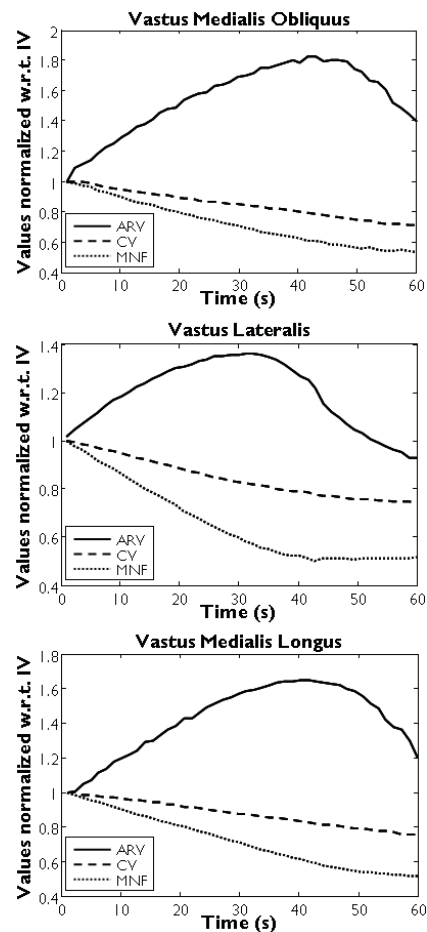 Vastus Medialis Obliquus
Values normalized w.r.t. IV
2
1.8
1.6
1.4
1.2
1
0.8
0.6
0.4
ARV
CV
MNF
0 10 20 30 40 50 60
Time (s)
Vastus Lateralis
Values normalized w.r.t. IV
1.4
1.2
1
0.8
0.6
0.4
ARV
CV
MNF
0 10 20 30 40 50 60
Time (s)
Vastus Medialis Longus
Values normalized w.r.t. IV
1.8
1.6
1.4
1.2
1
0.8
0.6
0.4
ARV
CV
MNF
0 10 20 30 40 50 60
Time (s)